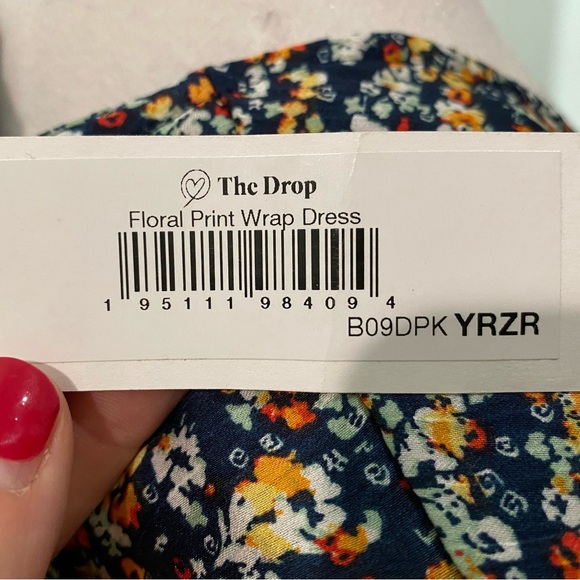 The Drop
Floral Print Wrap Dress
1 95111 98409 4
B09DPK YRZR